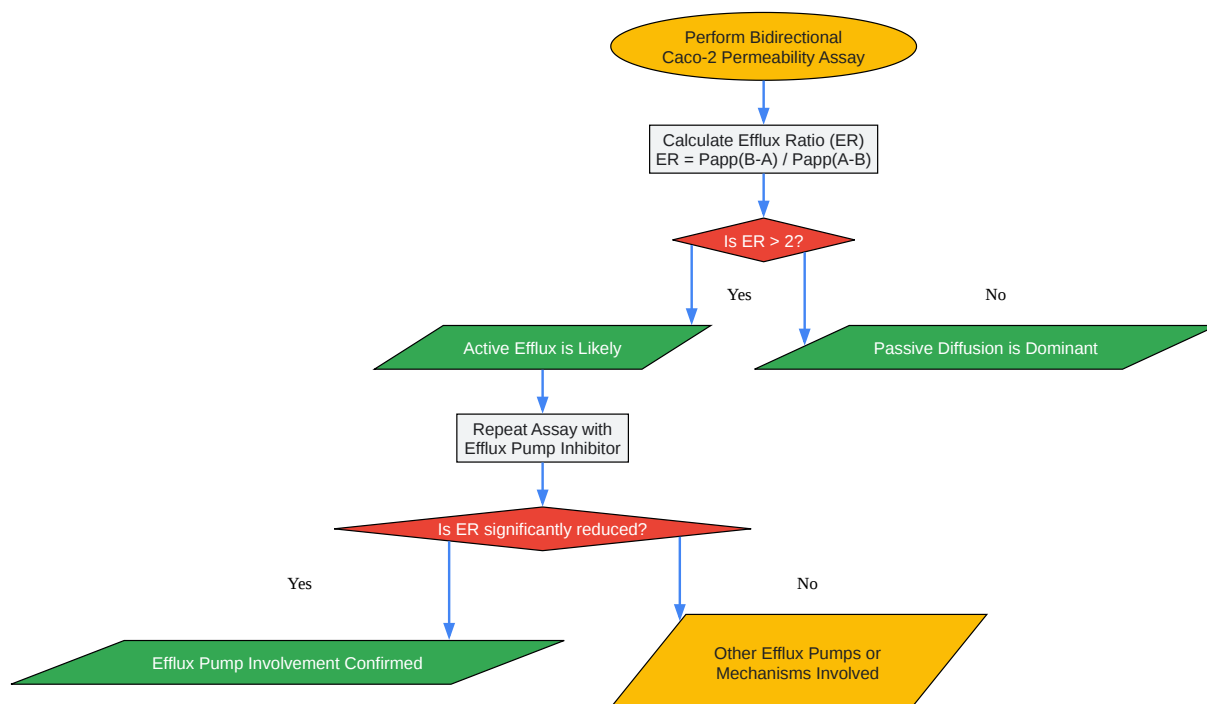 Perform Bidirectional
Caco-2 Permeability Assay
Calculate Efflux Ratio (ER)
ER = Papp(B-A) / Papp(A-B)
Is ER > 2?
Yes
No
Active Efflux is Likely
Passive Diffusion is Dominant
Repeat Assay with
Efflux Pump Inhibitor
Is ER significantly reduced?
Yes
No
Efflux Pump Involvement Confirmed
Other Efflux Pumps or
Mechanisms Involved